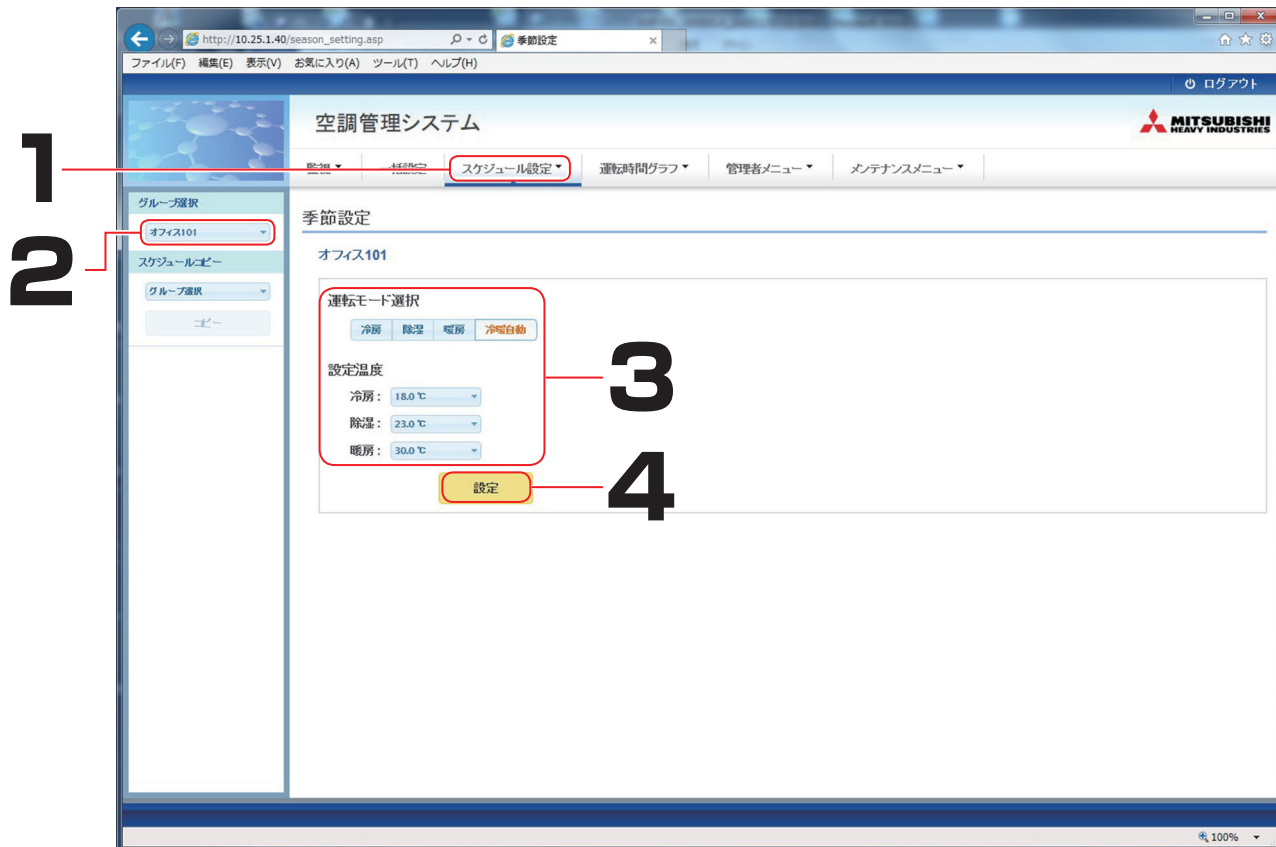 http://10.25.1.40/season_setting.asp
季節設定
ファイル(F) 編集(E) 表示(V) お気に入り(A) ツール(T) ヘルプ(H)
ログアウト
空調管理システム
MITSUBISHI
HEAVY INDUSTRIES
1
監視 一括設定 スケジュール設定 運転時間グラフ 管理者メニュー メンテナンスメニュー
グループ選択
季節設定
2
オフィス101
オフィス101
スケジュールコピー
グループ選択
コピー
運転モード選択
冷房 除湿 暖房 冷暖自動
3
設定温度
冷房: 18.0℃
除湿: 23.0℃
暖房: 30.0℃
設定
4
100%